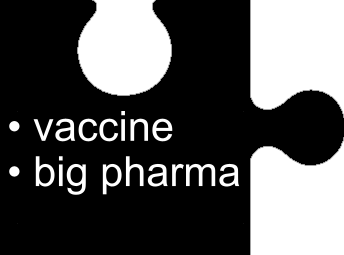 • vaccine
• big pharma